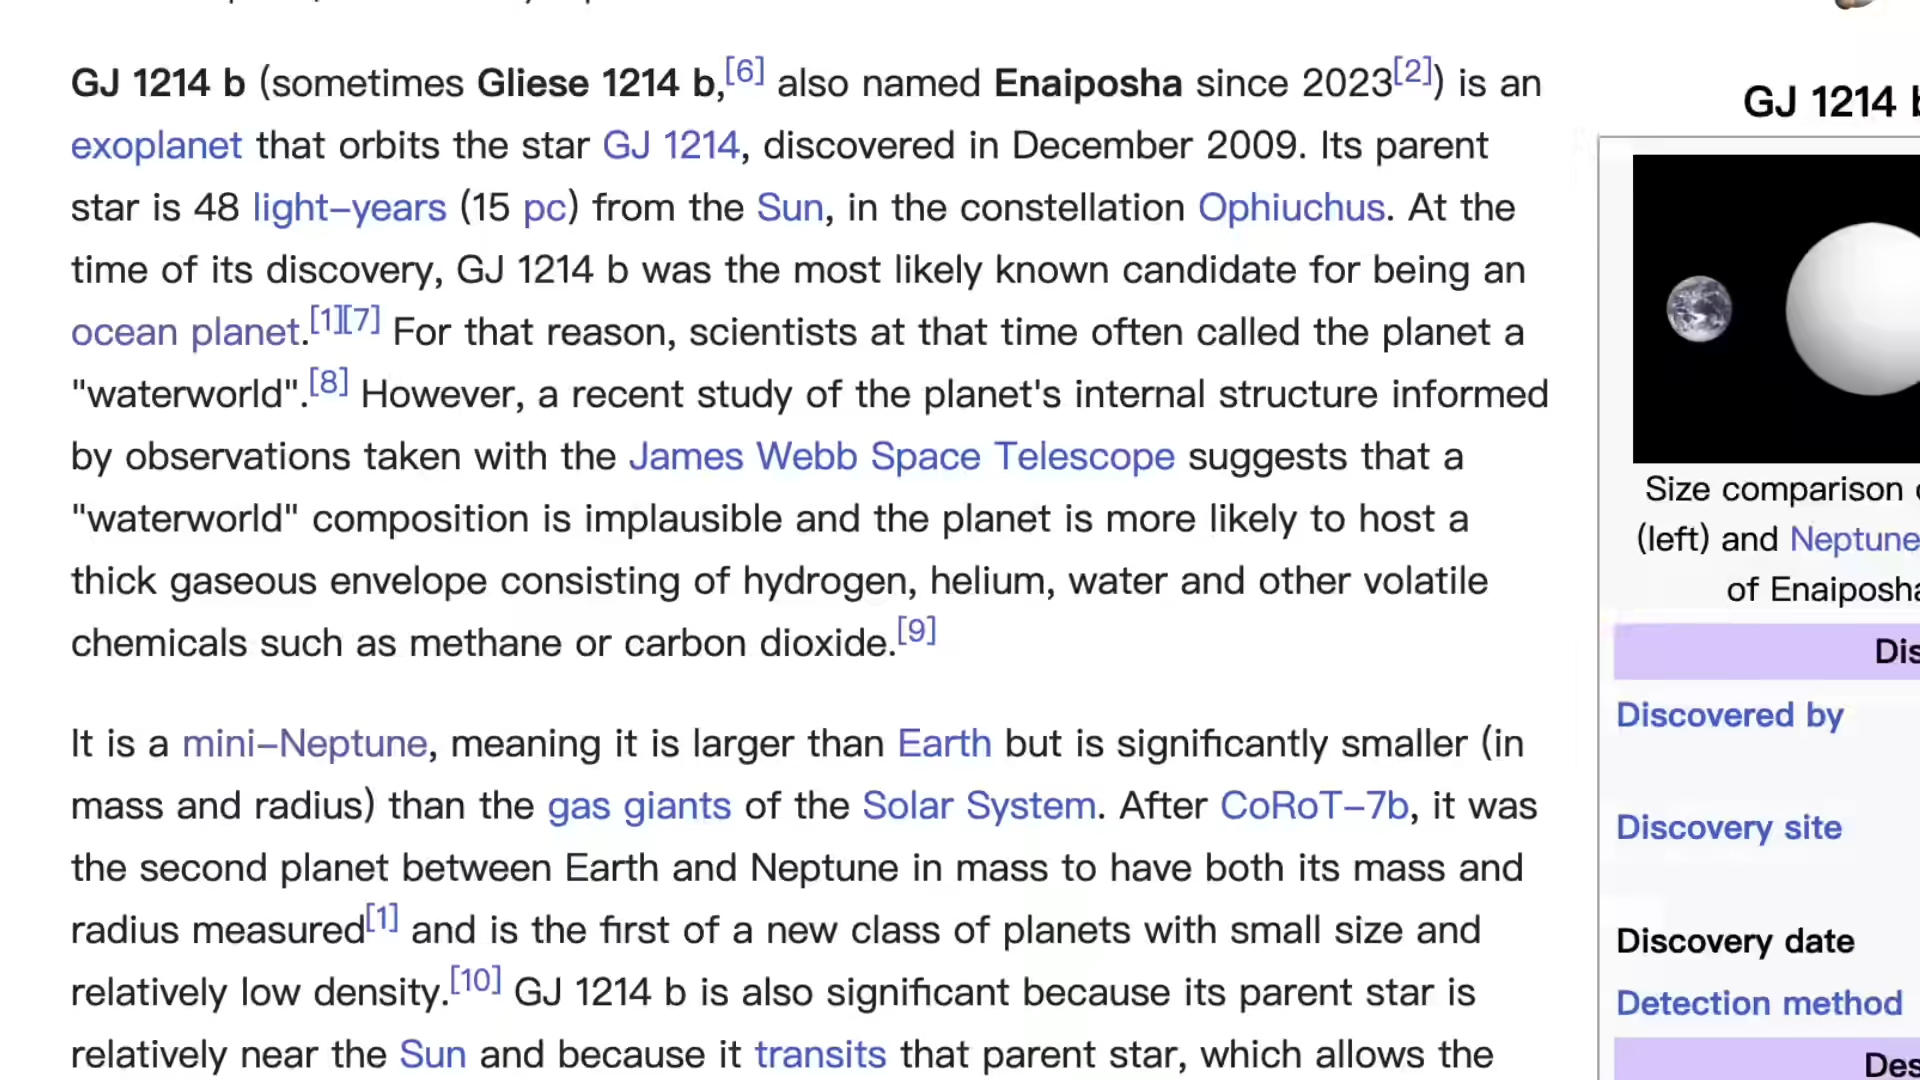 GJ 1214 b (sometimes Gliese 1214 b,[6] also named Enaiposha since 2023[2]) is an
exoplanet that orbits the star GJ 1214, discovered in December 2009. Its parent
star is 48 light-years (15 pc) from the Sun, in the constellation Ophiuchus. At the
time of its discovery, GJ 1214 b was the most likely known candidate for being an
ocean planet.[1][7] For that reason, scientists at that time often called the planet a
"waterworld".[8] However, a recent study of the planet's internal structure informed
by observations taken with the James Webb Space Telescope suggests that a
"waterworld" composition is implausible and the planet is more likely to host a
thick gaseous envelope consisting of hydrogen, helium, water and other volatile
chemicals such as methane or carbon dioxide.[9]
It is a mini-Neptune, meaning it is larger than Earth but is significantly smaller (in
mass and radius) than the gas giants of the Solar System. After CoRoT-7b, it was
the second planet between Earth and Neptune in mass to have both its mass and
radius measured[1] and is the first of a new class of planets with small size and
relatively low density.[10] GJ 1214 b is also significant because its parent star is
relatively near the Sun and because it transits that parent star, which allows the
GJ 1214 b
Size comparison
(left) and Neptune
of Enaiposha
Dis
Discovered by
Discovery site
Discovery date
Detection method
Des